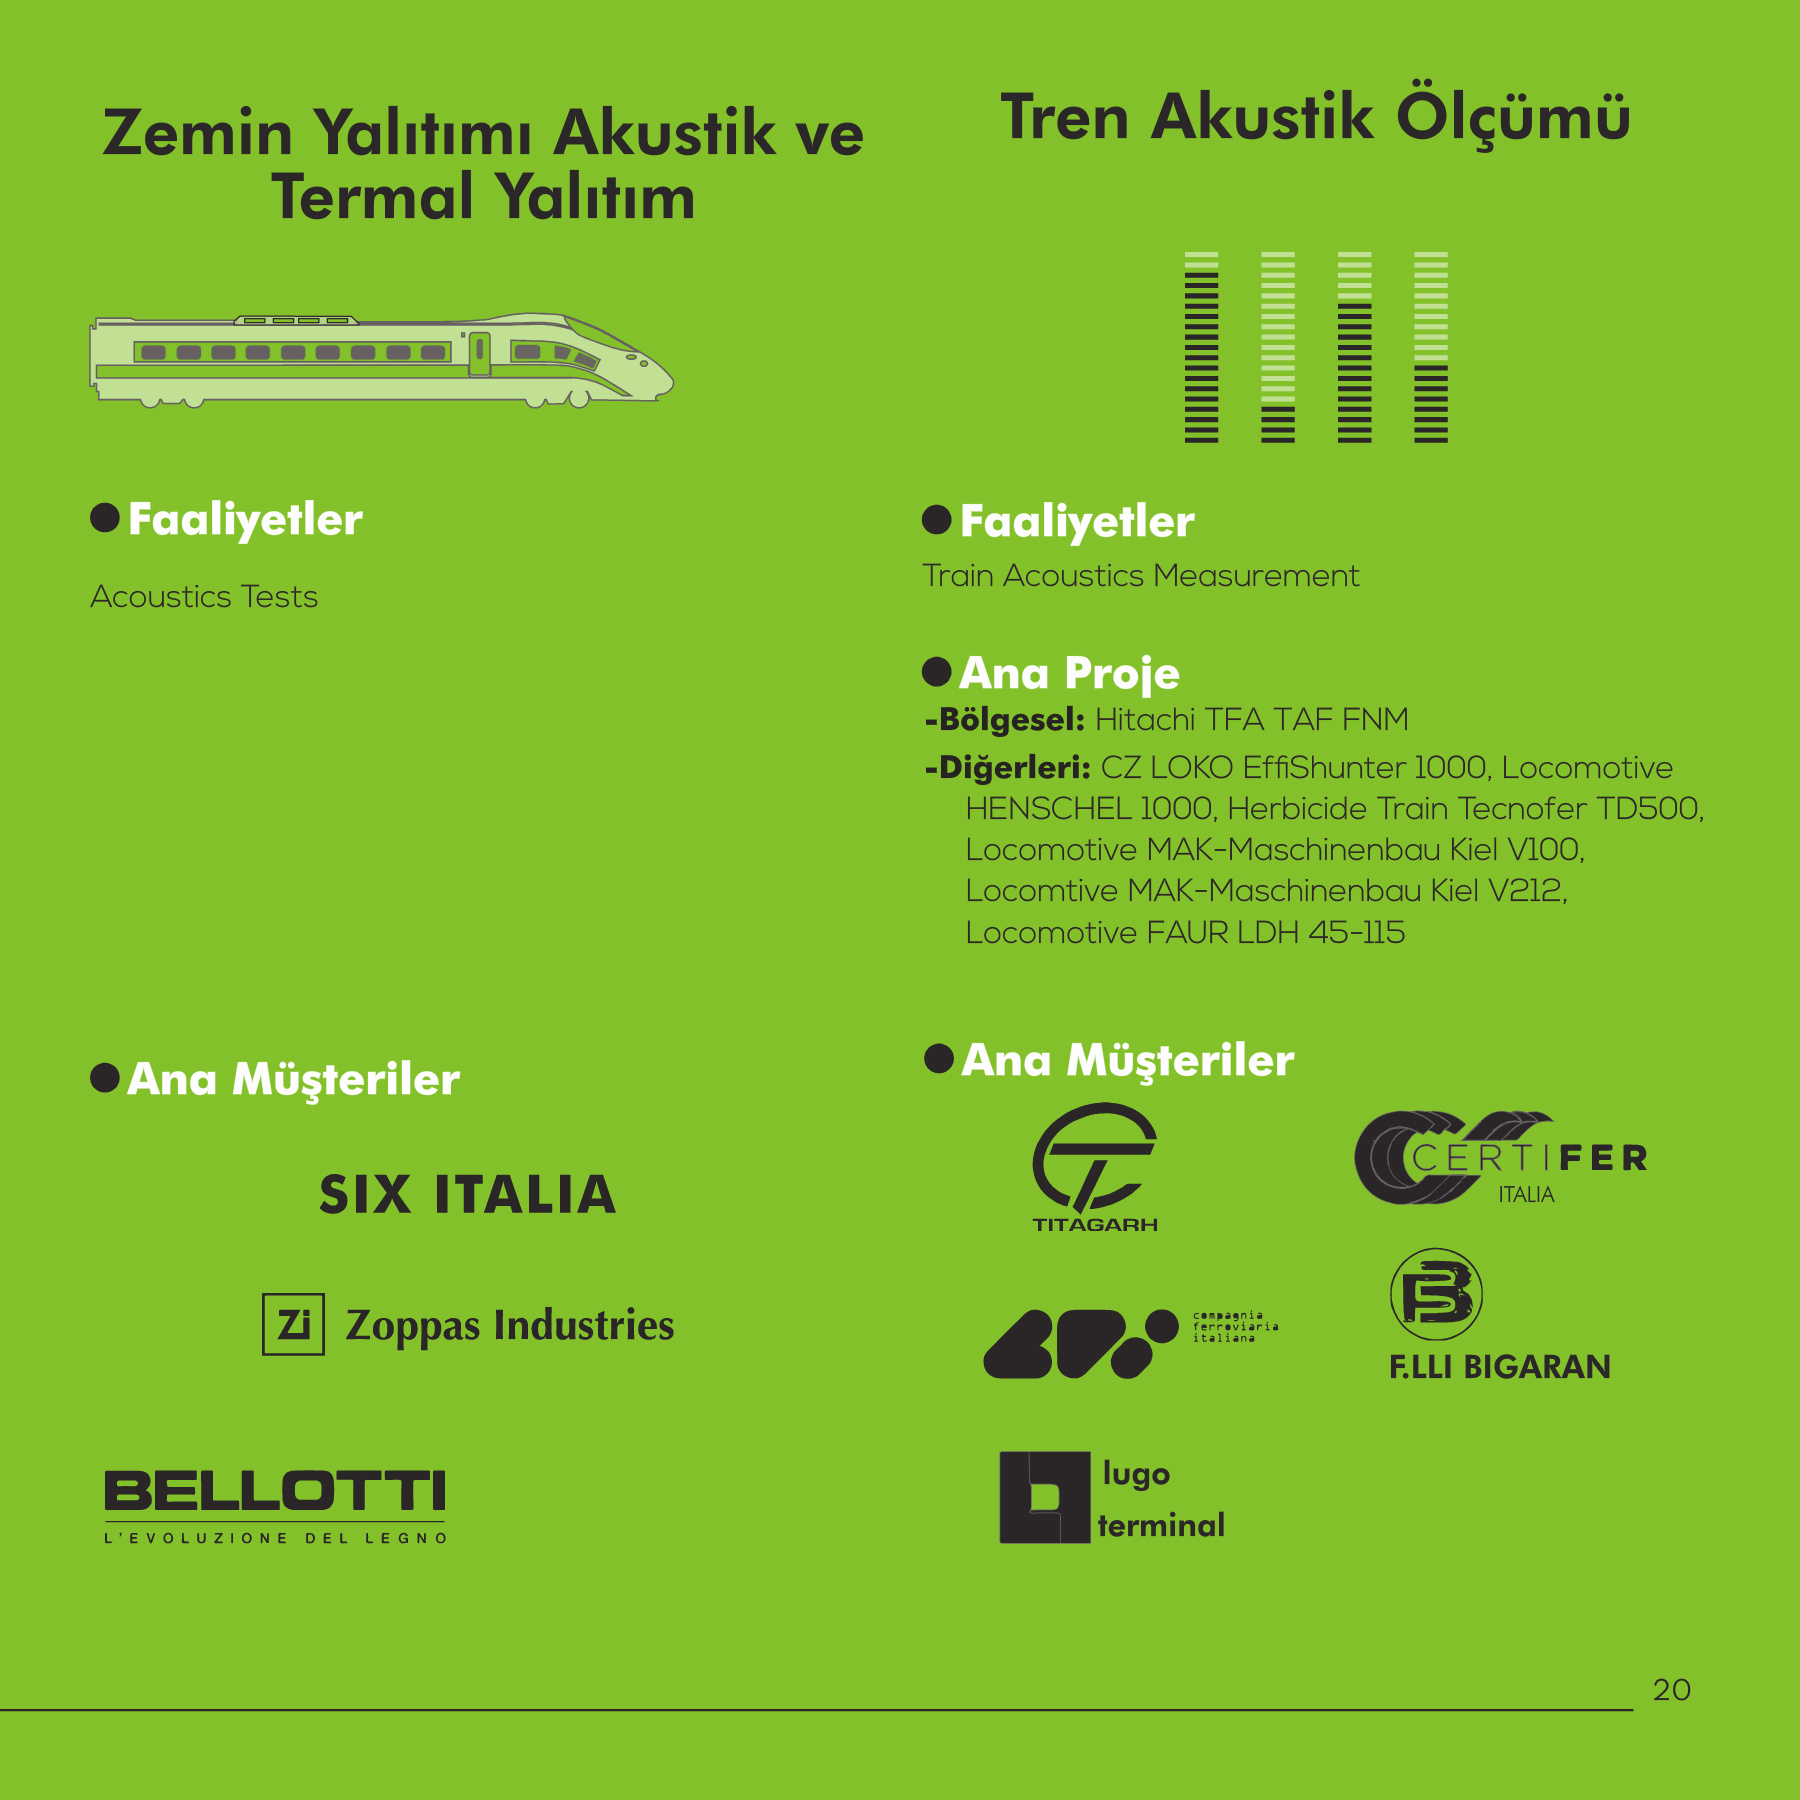 Zemin Yalıtımı Akustik ve
Termal Yalıtım
Faaliyetler
Acoustics Tests
Ana Müşteriler
SIX ITALIA
Zi Zoppas Industries
BELLOTTI
L'EVOLUZIONE DEL LEGNO
Tren Akustik Ölçümü
Faaliyetler
Train Acoustics Measurement
Ana Proje
-Bölgesel: Hitachi TFA TAF FNM
-Diğerleri: CZ LOKO EffiShunter 1000, Locomotive
HENSCHEL 1000, Herbicide Train Tecnofer TD500,
Locomotive MAK-Maschinenbau Kiel V100,
Locomtive MAK-Maschinenbau Kiel V212,
Locomotive FAUR LDH 45-115
Ana Müşteriler
TITAGARH
CERTIFER
ITALIA
compagnia
ferroviaria
italiana
F.LLI BIGARAN
lugo
terminal
20